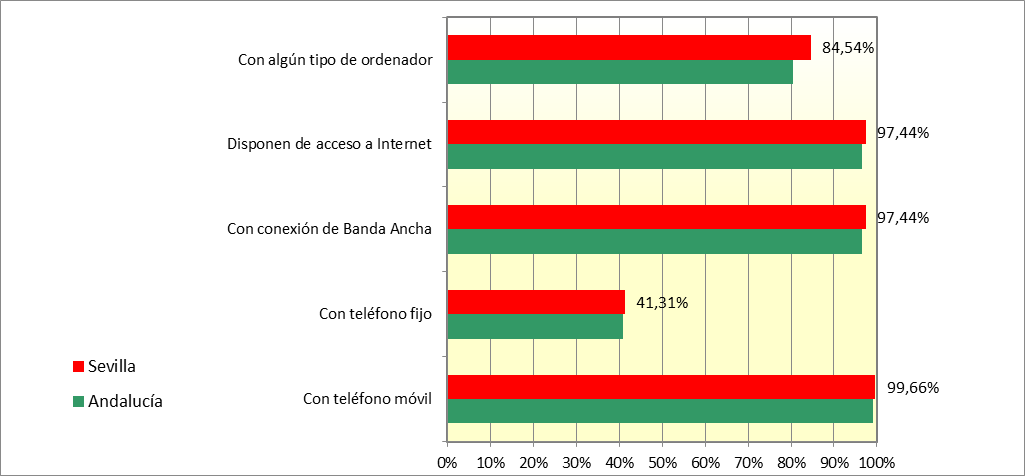 Con algún tipo de ordenador
84,54%
Disponen de acceso a Internet
97,44%
Con conexión de Banda Ancha
97,44%
Con teléfono fijo
41,31%
Con teléfono móvil
99,66%
Sevilla
Andalucía
0% 10% 20% 30% 40% 50% 60% 70% 80% 90% 100%